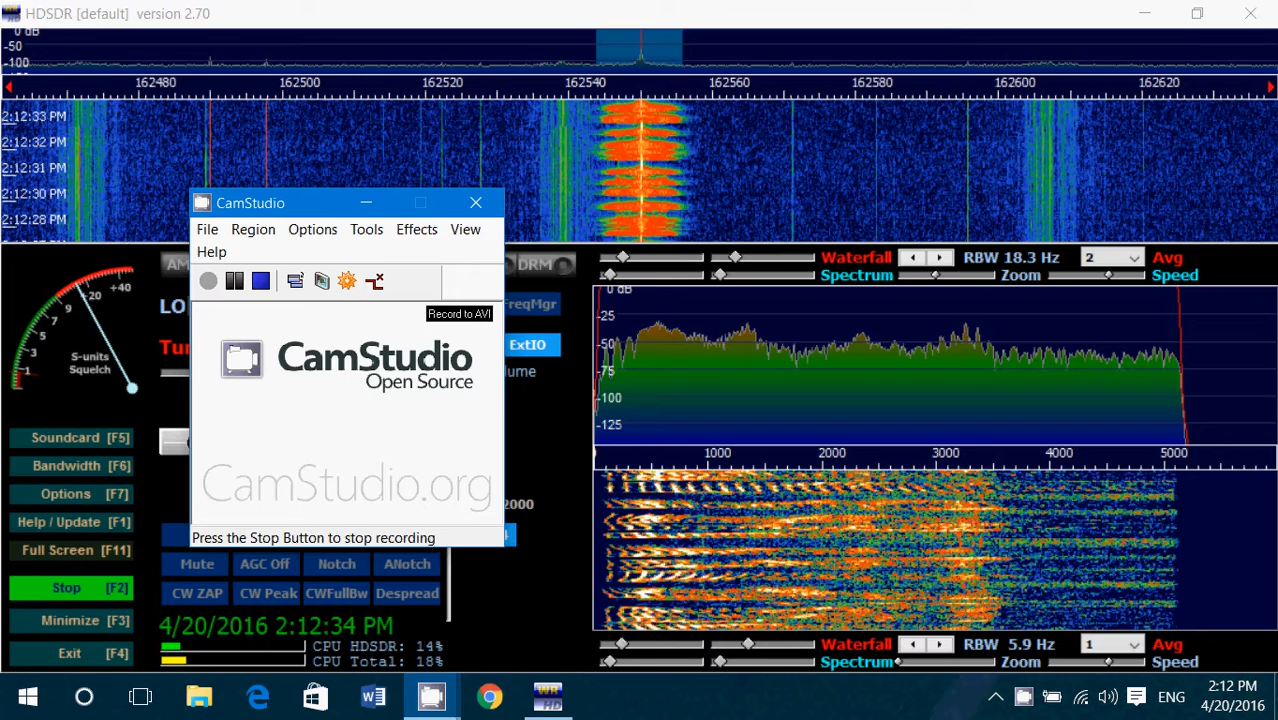 HDSDR [default] version 2.70
0 dB
-50
-100
162480 162500 162520 162540 162560 162580 162600 162620
2:12:33 PM
2:12:32 PM
2:12:31 PM
2:12:30 PM
2:12:28 PM
CamStudio
File Region Options Tools Effects View
Help
Record to AVI
CamStudio
Open Source
CamStudio.org
Press the Stop Button to stop recording
AM
DRM
LO
FreqMgr
Tu
ExtIO
ume
2000
+40
+20
9
7
5
3
1
S-units
Squelch
Soundcard [F5]
Bandwidth [F6]
Options [F7]
Help / Update [F1]
Full Screen [F11]
Stop [F2]
Minimize [F3]
Exit [F4]
Mute AGC Off Notch ANotch
CW ZAP CW Peak CWFullBw Despread
4/20/2016 2:12:34 PM
CPU HDSDR: 14%
CPU Total: 18%
Waterfall RBW 18.3 Hz 2 Avg
Spectrum Zoom Speed
0 dB
-25
-50
-75
-100
-125
0 1000 2000 3000 4000 5000
Waterfall RBW 5.9 Hz 1 Avg
Spectrum Zoom Speed
WR
HD
ENG
2:12 PM
4/20/2016